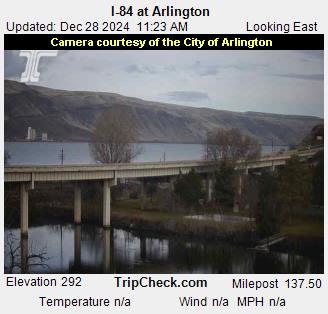 I-84 at Arlington
Updated: Dec 28 2024 11:23 AM Looking East
Camera courtesy of the City of Arlington
Elevation 292 TripCheck.com Milepost 137.50
Temperature n/a Wind n/a MPH n/a